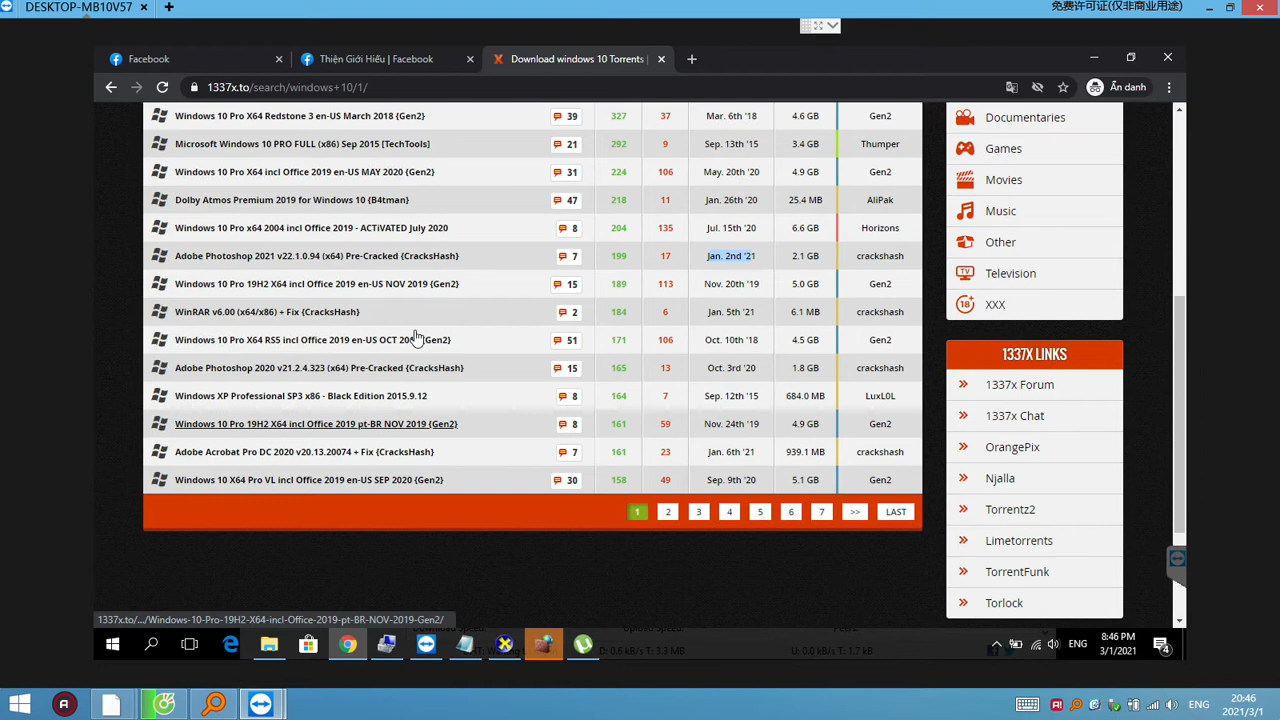 DESKTOP-MB10V57
免费许可证(仅非商业用途)
Facebook
Thiện Giới Hiếu | Facebook
Download windows 10 Torrents |
1337x.to/search/windows+10/1/
Ẩn danh
Windows 10 Pro X64 Redstone 3 en-US March 2018 {Gen2} 39 327 37 Mar. 6th '18 4.6 GB Gen2
Microsoft Windows 10 PRO FULL (x86) Sep 2015 [TechTools] 21 292 9 Sep. 13th '15 3.4 GB Thumper
Windows 10 Pro X64 incl Office 2019 en-US MAY 2020 {Gen2} 31 224 106 May. 20th '20 4.9 GB Gen2
Dolby Atmos Premium 2019 for Windows 10 {B4tman} 47 218 11 Jan. 26th '20 25.4 MB AliPak
Windows 10 Pro x64 2004 incl Office 2019 - ACTiVATED July 2020 8 204 135 Jul. 15th '20 6.6 GB Horizons
Adobe Photoshop 2021 v22.1.0.94 (x64) Pre-Cracked {CracksHash} 7 199 17 Jan. 2nd '21 2.1 GB crackshash
Windows 10 Pro 19H2 X64 incl Office 2019 en-US NOV 2019 {Gen2} 15 189 113 Nov. 20th '19 5.0 GB Gen2
WinRAR v6.00 (x64/x86) + Fix {CracksHash} 2 184 6 Jan. 5th '21 6.1 MB crackshash
Windows 10 Pro X64 RS5 incl Office 2019 en-US OCT Gen2} 51 171 106 Oct. 10th '18 4.5 GB Gen2
Adobe Photoshop 2020 v21.2.4.323 (x64) Pre-Cracked {CracksHash} 15 165 13 Oct. 3rd '20 1.8 GB crackshash
Windows XP Professional SP3 x86 - Black Edition 2015.9.12 8 164 7 Sep. 12th '15 684.0 MB LuxL0L
Windows 10 Pro 19H2 X64 incl Office 2019 pt-BR NOV 2019 {Gen2} 8 161 59 Nov. 24th '19 4.9 GB Gen2
Adobe Acrobat Pro DC 2020 v20.13.20074 + Fix {CracksHash} 7 161 23 Jan. 6th '21 939.1 MB crackshash
Windows 10 X64 Pro VL incl Office 2019 en-US SEP 2020 {Gen2} 30 158 49 Sep. 9th '20 5.1 GB Gen2
1 2 3 4 5 6 7 >> LAST
Documentaries
Games
Movies
Music
Other
TV Television
18+ XXX
1337X LINKS
1337x Forum
1337x Chat
OrangePix
Njalla
Torrentz2
Limetorrents
TorrentFunk
Torlock
1337x.to/.../Windows-10-Pro-19H2-X64-incl-Office-2019-pt-BR-NOV-2019-Gen2/
D: 0.6 kB/s T: 3.3 MB
U: 0.0 kB/s T: 1.7 kB
ENG
8:46 PM
3/1/2021
4
ENG
20:46
2021/3/1